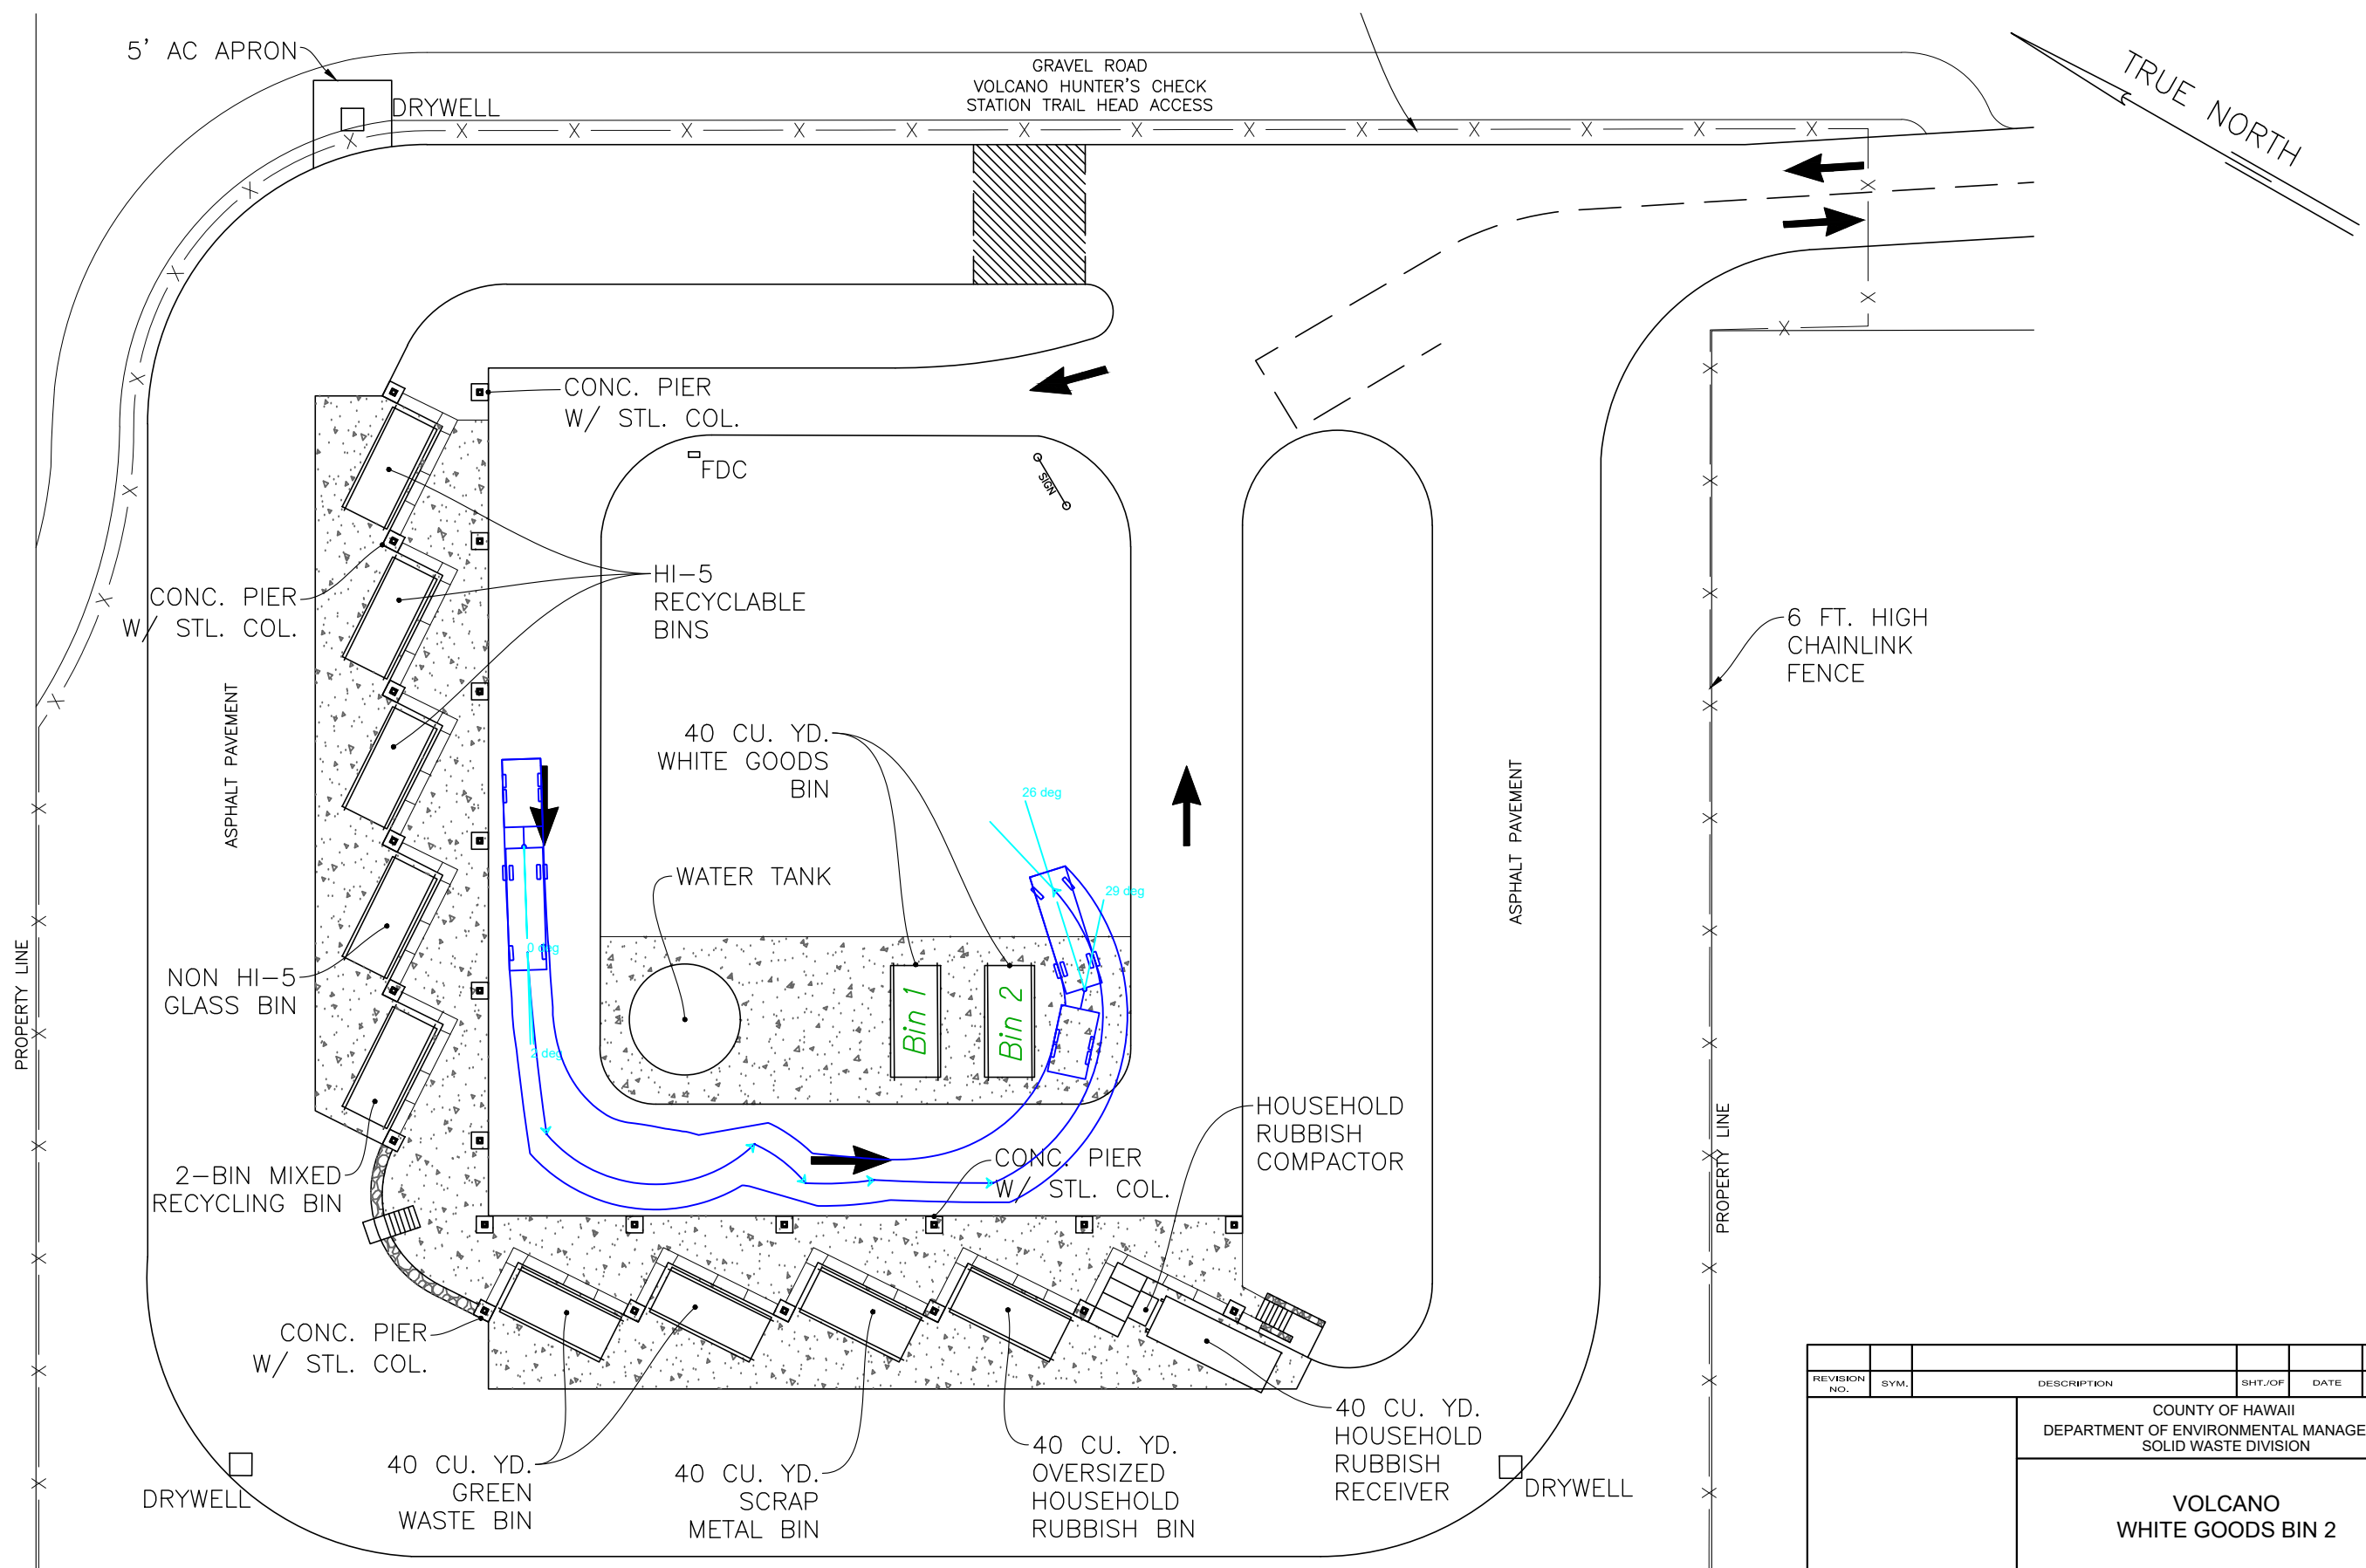 5' AC APRON
DRYWELL
GRAVEL ROAD
VOLCANO HUNTER'S CHECK
STATION TRAIL HEAD ACCESS
TRUE NORTH
CONC. PIER
W/ STL. COL.
FDC
SIGN
HI-5
RECYCLABLE
BINS
CONC. PIER
W/ STL. COL.
6 FT. HIGH
CHAINLINK
FENCE
ASPHALT PAVEMENT
40 CU. YD.
WHITE GOODS
BIN
26 deg
29 deg
ASPHALT PAVEMENT
WATER TANK
0 deg
2 deg
Bin 1
Bin 2
NON HI-5
GLASS BIN
PROPERTY LINE
PROPERTY LINE
HOUSEHOLD
RUBBISH
COMPACTOR
CONC. PIER
W/ STL. COL.
2-BIN MIXED
RECYCLING BIN
CONC. PIER
W/ STL. COL.
40 CU. YD.
GREEN
WASTE BIN
40 CU. YD.
SCRAP
METAL BIN
40 CU. YD.
OVERSIZED
HOUSEHOLD
RUBBISH BIN
40 CU. YD.
HOUSEHOLD
RUBBISH
RECEIVER
DRYWELL
DRYWELL
REVISION NO. SYM. DESCRIPTION SHT./OF DATE
COUNTY OF HAWAII
DEPARTMENT OF ENVIRONMENTAL MANAGE
SOLID WASTE DIVISION
VOLCANO
WHITE GOODS BIN 2